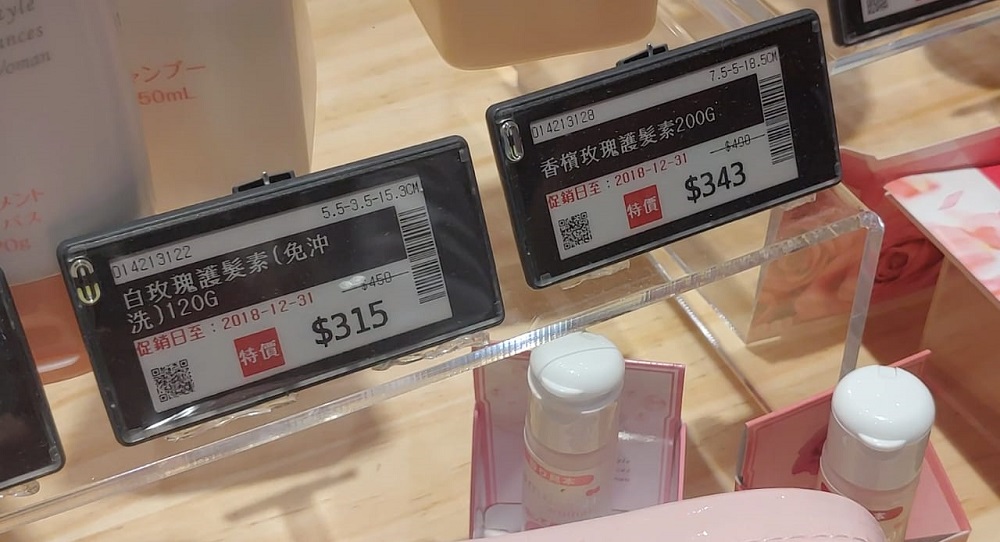 ャンプー
50mL
D14213122
5.5-3.5-15.3CM
白玫瑰護髮素(免沖
洗)120G
促銷日至：2018-12-31
特價
$450
$315
D14213128
7.5-5-18.5CM
香檳玫瑰護髮素200G
促銷日至：2018-12-31
特價
$490
$343